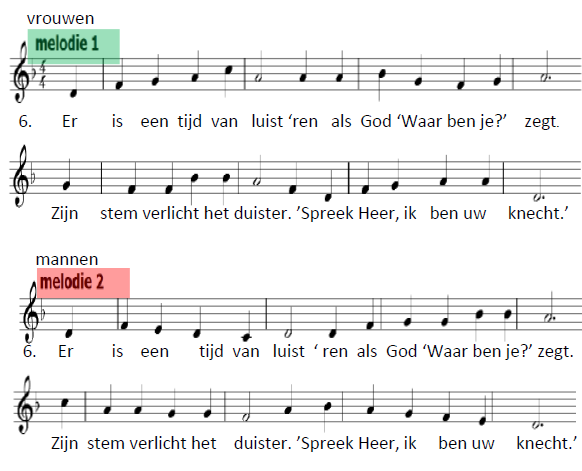 vrouwen
melodie 1
4
4
6. Er is een tijd van luist ‘ren als God ‘Waar ben je?’ zegt.
Zijn stem verlicht het duister. ’Spreek Heer, ik ben uw knecht.’
mannen
melodie 2
6. Er is een tijd van luist ‘ ren als God ‘Waar ben je?’ zegt.
Zijn stem verlicht het duister. ’Spreek Heer, ik ben uw knecht.’